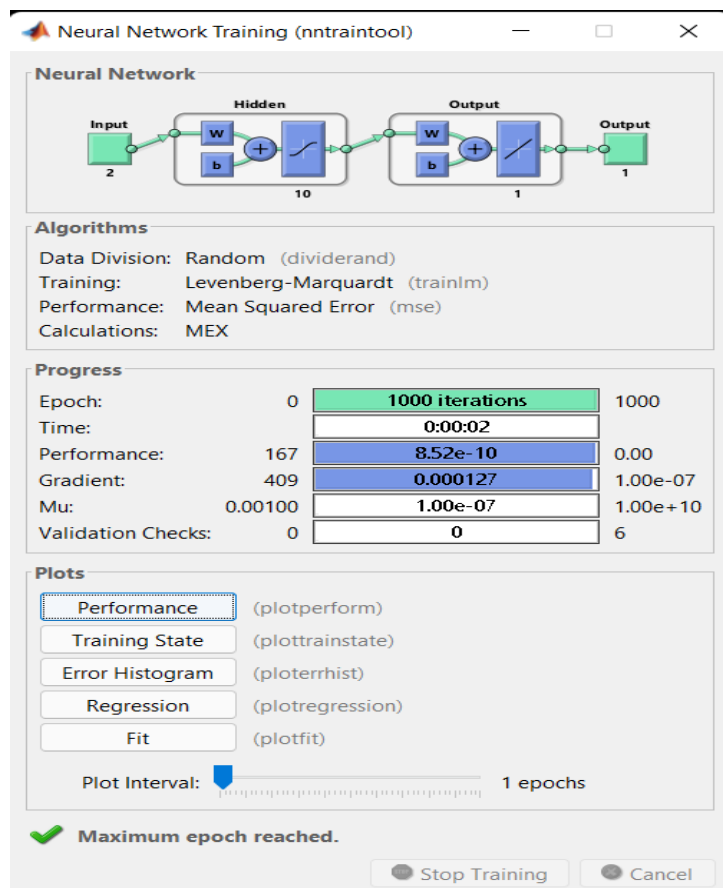 Neural Network Training (nntraintool)
Neural Network
Hidden Output
Input Output
W W
b b
2 10 1 1
Algorithms
Data Division: Random (dividerand)
Training: Levenberg-Marquardt (trainlm)
Performance: Mean Squared Error (mse)
Calculations: MEX
Progress
Epoch: 0 1000 iterations 1000
Time: 0:00:02
Performance: 167 8.52e-10 0.00
Gradient: 409 0.000127 1.00e-07
Mu: 0.00100 1.00e-07 1.00e+10
Validation Checks: 0 0 6
Plots
Performance (plotperform)
Training State (plottrainstate)
Error Histogram (ploterrhist)
Regression (plotregression)
Fit (plotfit)
Plot Interval: 1 epochs
Maximum epoch reached.
Stop Training Cancel